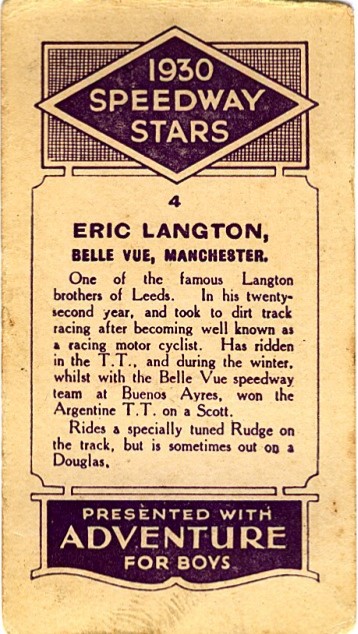 1930
SPEEDWAY
STARS
4
ERIC LANGTON,
BELLE VUE, MANCHESTER.
One of the famous Langton
brothers of Leeds. In his twenty-
second year, and took to dirt track
racing after becoming well known as
a racing motor cyclist. Has ridden
in the T.T., and during the winter,
whilst with the Belle Vue speedway
team at Buenos Ayres, won the
Argentine T.T. on a Scott.
Rides a specially tuned Rudge on
the track, but is sometimes out on a
Douglas.
PRESENTED WITH
ADVENTURE
FOR BOYS